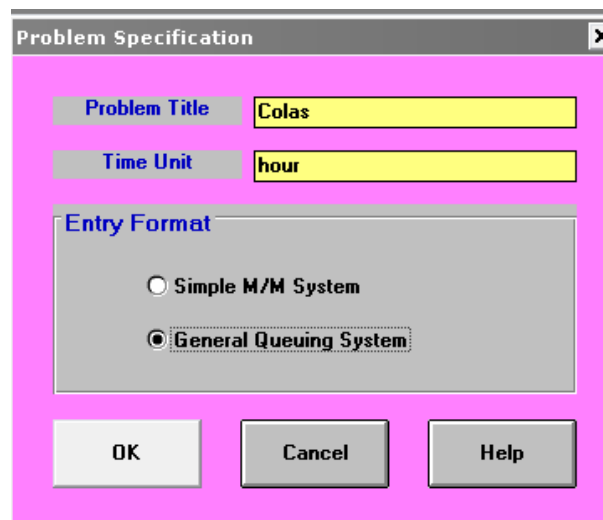 Problem Specification
Problem Title
Colas
Time Unit
hour
Entry Format
Simple M/M System
General Queuing System
OK
Cancel
Help